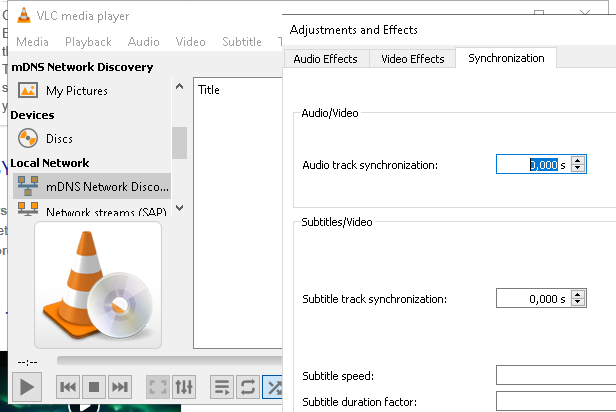 VLC media player
Media Playback Audio Video Subtitle
mDNS Network Discovery
My Pictures
Devices
Discs
Local Network
mDNS Network Disco...
Network streams (SAP)
Title
--:--
Adjustments and Effects
Audio Effects Video Effects Synchronization
Audio/Video
Audio track synchronization: 0,000 s
Subtitles/Video
Subtitle track synchronization: 0,000 s
Subtitle speed:
Subtitle duration factor: